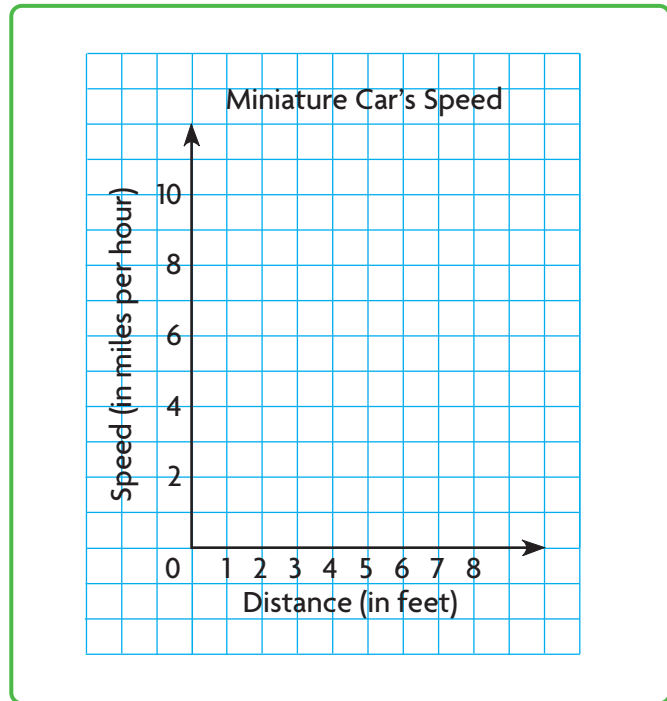 Miniature Car's Speed
Speed (in miles per hour)
10
8
6
4
2
0 1 2 3 4 5 6 7 8
Distance (in feet)